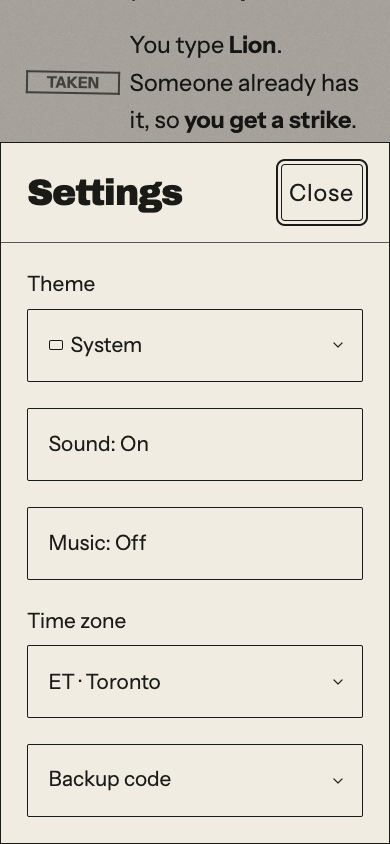 You type Lion.
TAKEN Someone already has
it, so you get a strike.
Settings
Close
Theme
System
Sound: On
Music: Off
Time zone
ET · Toronto
Backup code